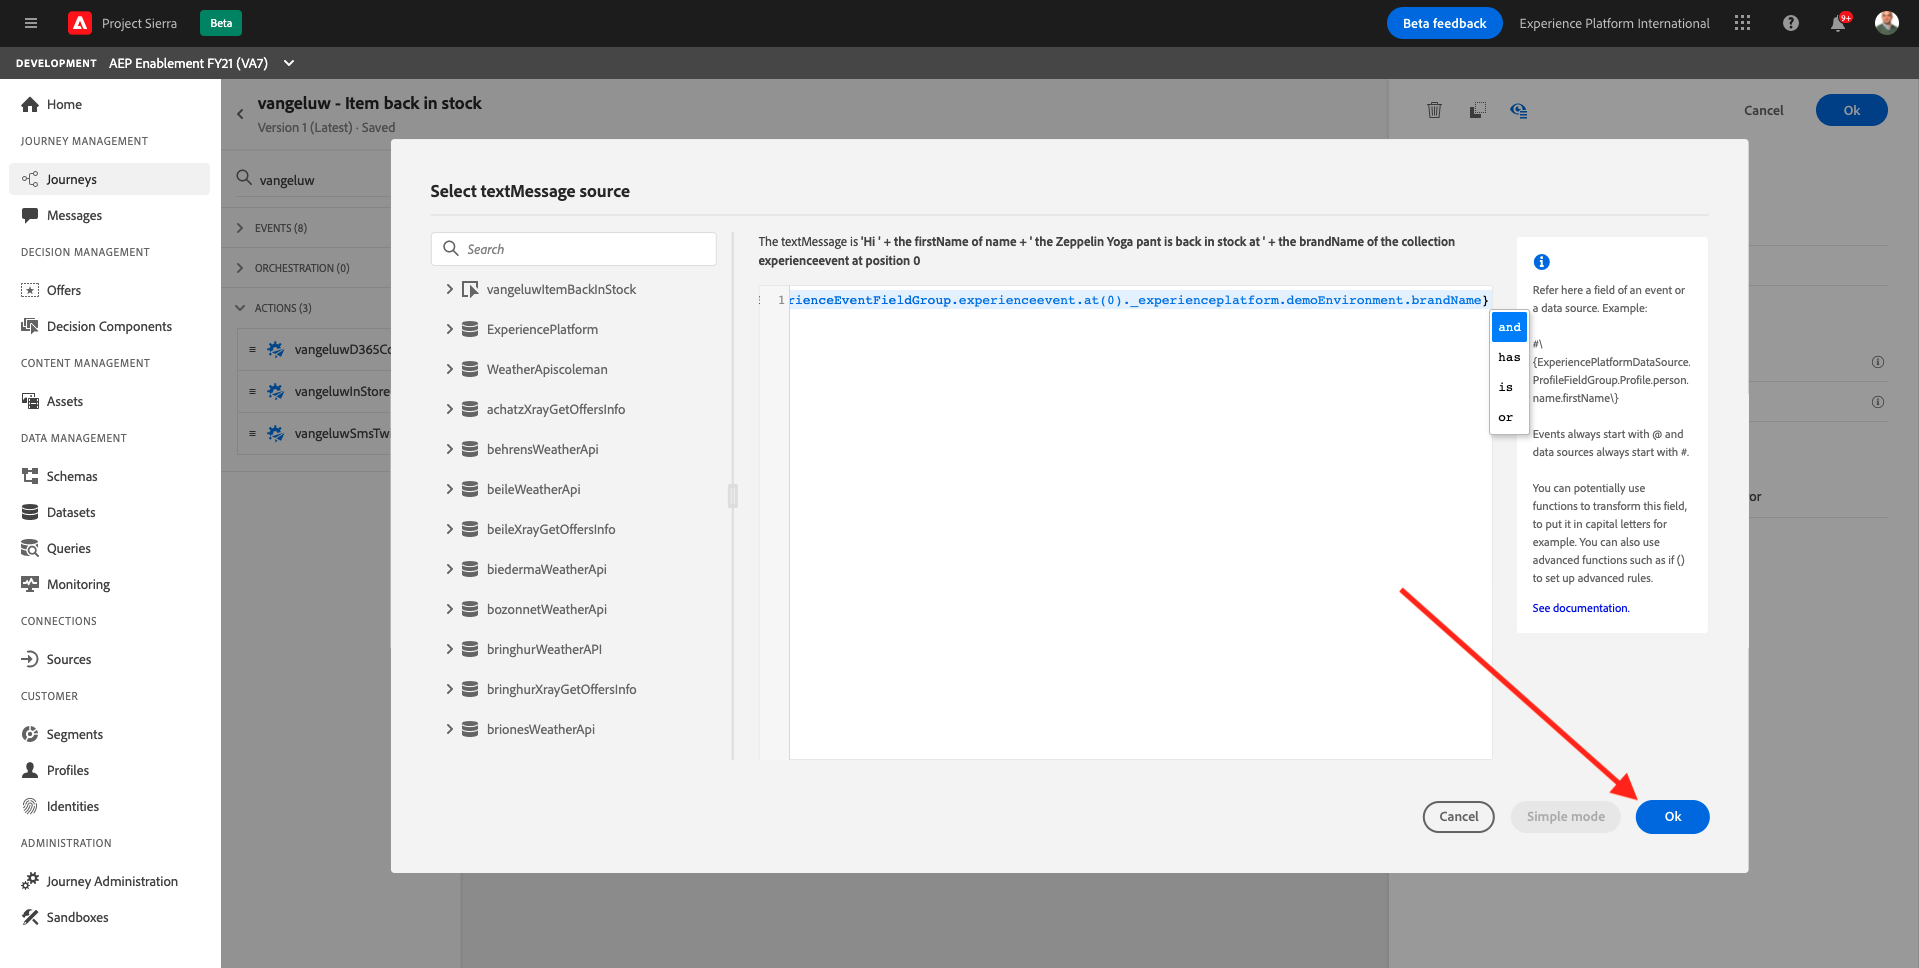 Project Sierra
Beta
Beta feedback
Experience Platform International
9+
DEVELOPMENT AEP Enablement FY21 (VA7)
Home
JOURNEY MANAGEMENT
Journeys
Messages
DECISION MANAGEMENT
Offers
Decision Components
CONTENT MANAGEMENT
Assets
DATA MANAGEMENT
Schemas
Datasets
Queries
Monitoring
CONNECTIONS
Sources
CUSTOMER
Segments
Profiles
Identities
ADMINISTRATION
Journey Administration
Sandboxes
vangeluw - Item back in stock
Version 1 (Latest) · Saved
vangeluw
EVENTS (8)
ORCHESTRATION (0)
ACTIONS (3)
vangeluwD365Co
vangeluwInStore
vangeluwSmsTw
Cancel
Ok
Select textMessage source
Search
vangeluwItemBackInStock
ExperiencePlatform
WeatherApiscoleman
achatzXrayGetOffersInfo
behrensWeatherApi
beileWeatherApi
beileXrayGetOffersInfo
biedermaWeatherApi
bozonnetWeatherApi
bringhurWeatherAPI
bringhurXrayGetOffersInfo
brionesWeatherApi
The textMessage is 'Hi ' + the firstName of name + ' the Zeppelin Yoga pant is back in stock at ' + the brandName of the collection
experienceevent at position 0
1 rienceEventFieldGroup.experienceevent.at(0)._experienceplatform.demoEnvironment.brandName}
and
has
is
or
Refer here a field of an event or
a data source. Example:
#\
{ExperiencePlatformDataSource.
ProfileFieldGroup.Profile.person.
name.firstName\}
Events always start with @ and
data sources always start with #.
You can potentially use
functions to transform this field,
to put it in capital letters for
example. You can also use
advanced functions such as if ()
to set up advanced rules.
See documentation.
or
Cancel
Simple mode
Ok